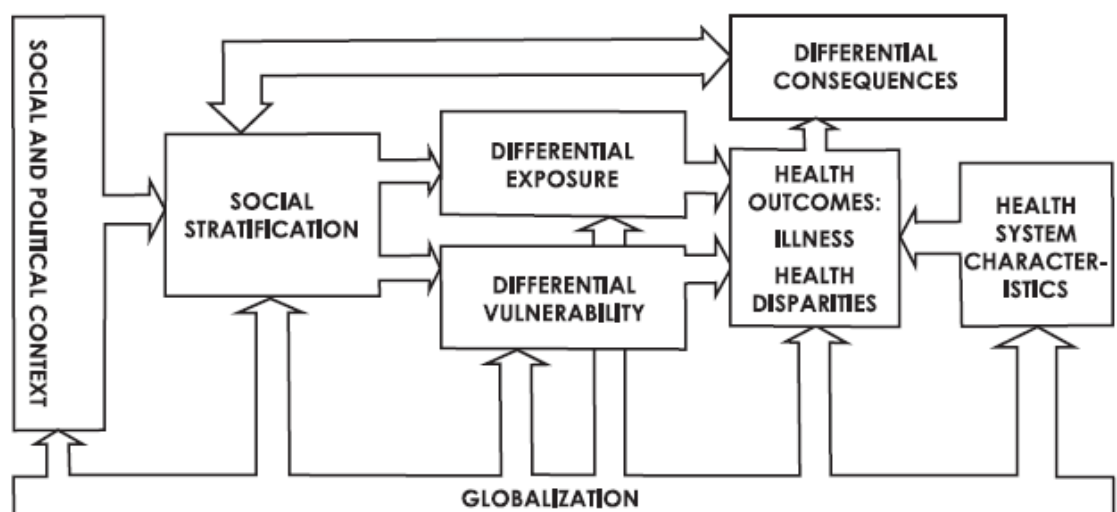 SOCIAL AND POLITICAL CONTEXT
SOCIAL
STRATIFICATION
DIFFERENTIAL
EXPOSURE
DIFFERENTIAL
VULNERABILITY
DIFFERENTIAL
CONSEQUENCES
HEALTH
OUTCOMES:
ILLNESS
HEALTH
DISPARITIES
HEALTH
SYSTEM
CHARACTER-
ISTICS
GLOBALIZATION